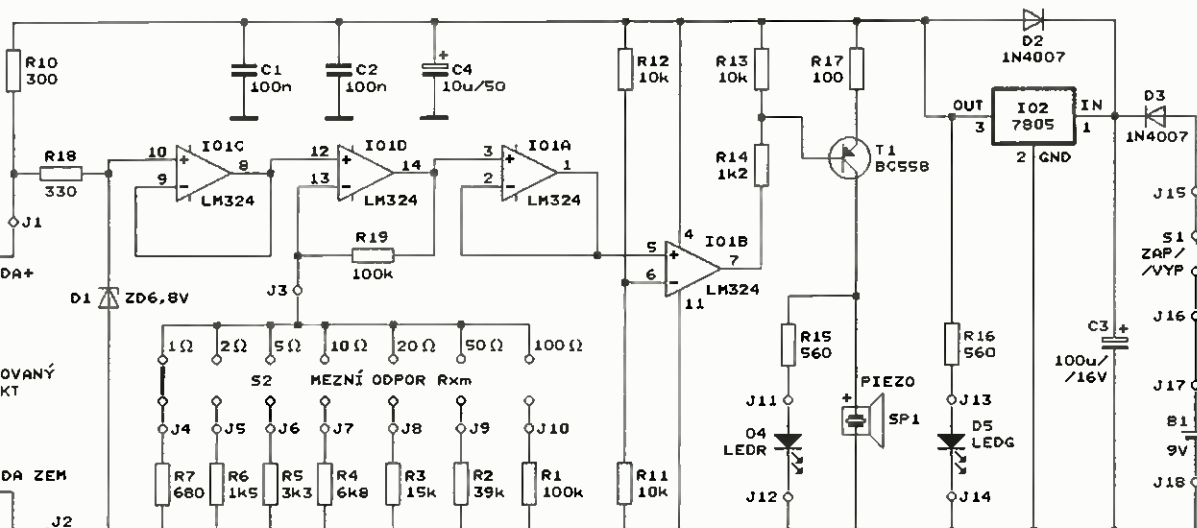 R10
300
C1
100n
C2
100n
+
C4
10u/50
R12
10k
R13
10k
R17
100
D2
1N4007
OUT
3
IO2
7805
IN
1
2 GND
D3
1N4007
R18
330
10
9
+
−
IO1C
8
LM324
12
13
+
−
IO1D
14
LM324
3
2
+
−
IO1A
1
LM324
R14
1k2
T1
BC558
J1
J15
S1
ZAP/
/VYP
DA+
R19
100k
J3
5
6
+
−
4
IO1B
7
LM324
11
D1
ZD6,8V
J16
1Ω
2Ω
5Ω
10Ω
20Ω
50Ω
100Ω
R15
560
R16
560
C3
+
100u/
/16V
OVANÝ
KT
S2
MEZNÍ ODPOR Rxm
PIEZO
+
SP1
J17
J4
J5
J6
J7
J8
J9
J10
J11
J13
D4
LEDR
D5
LEDG
B1
9V
DA ZEM
R7
680
R6
1k5
R5
3k3
R4
6k8
R3
15k
R2
39k
R1
100k
R11
10k
J12
J14
J18
J2